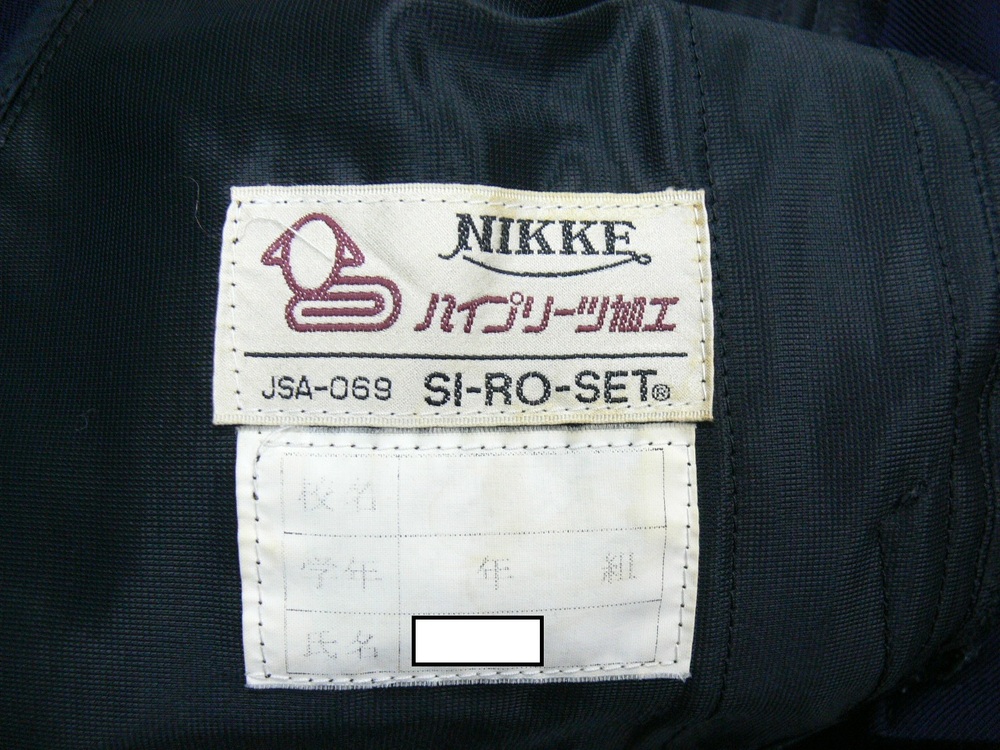 NIKKE
ハイプリーツ加工
JSA-069 SI-RO-SET®
校名
学年 年 組
氏名